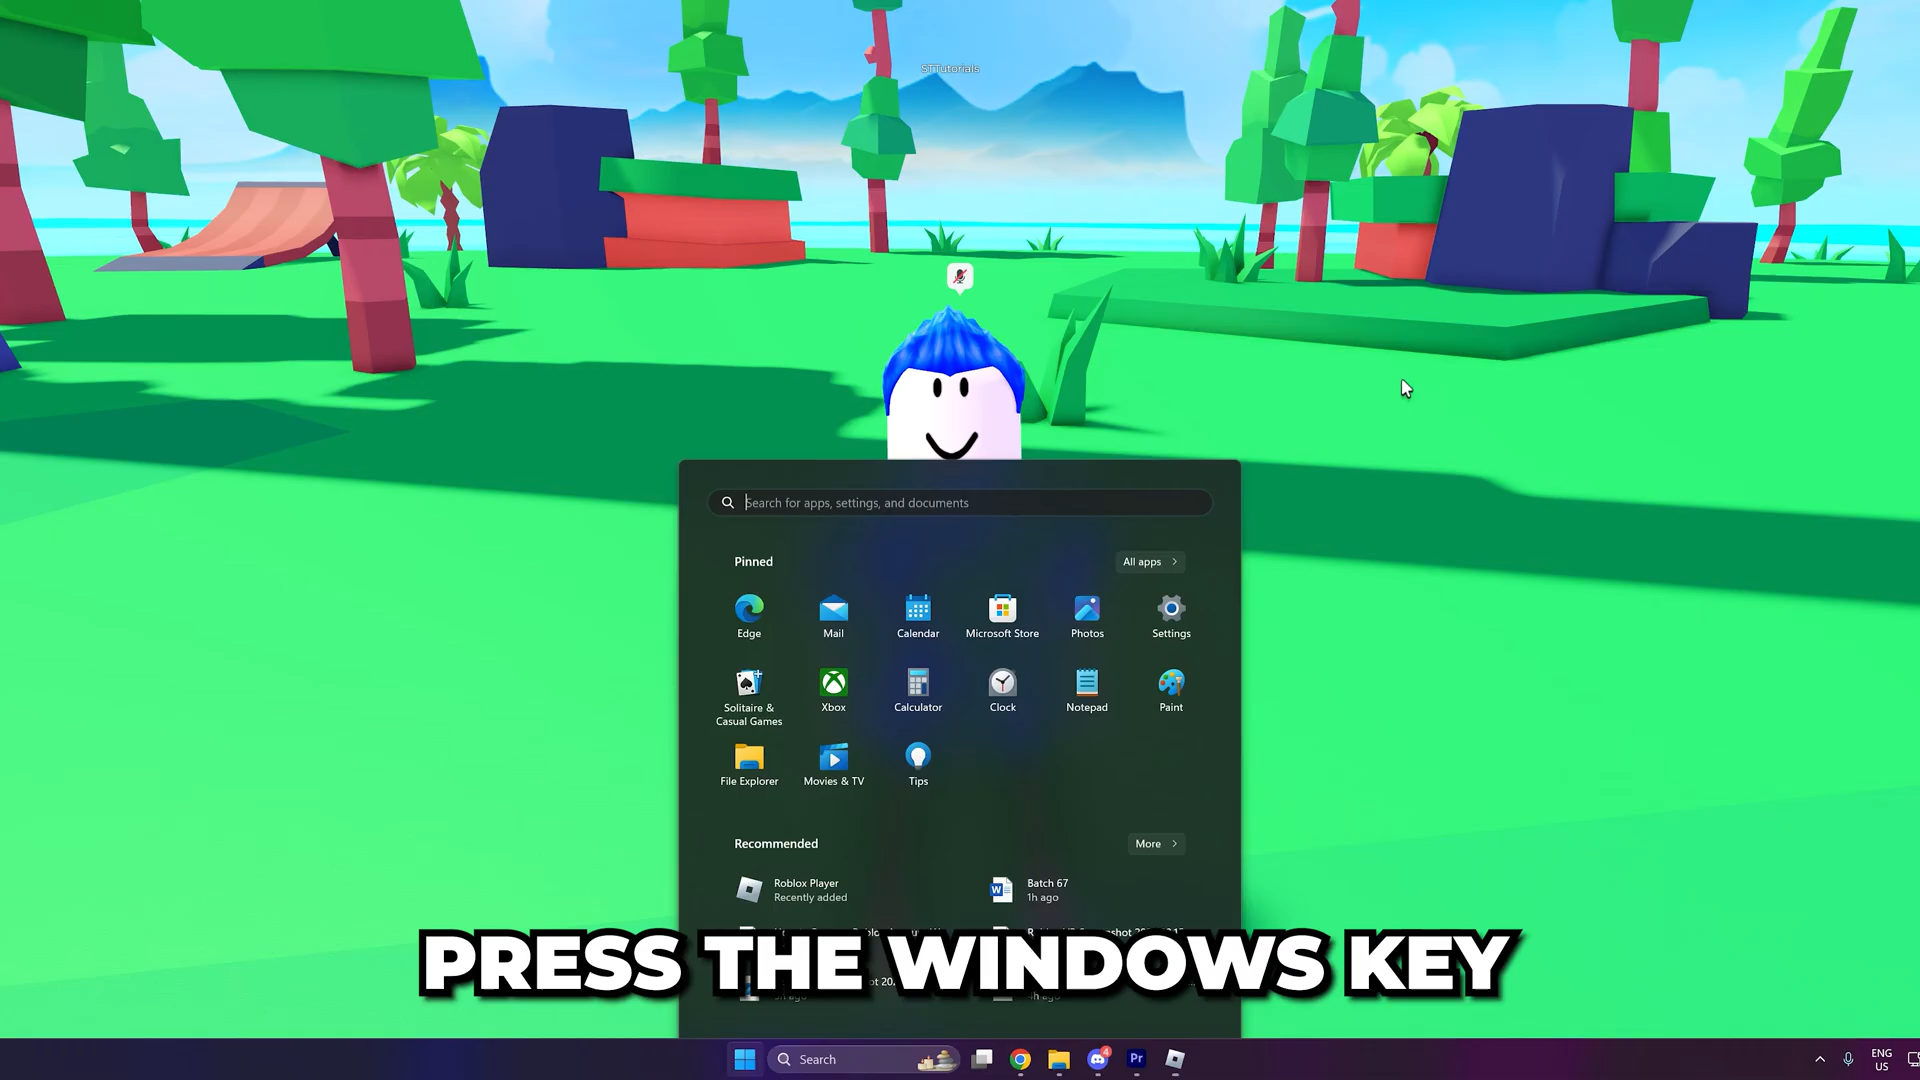 STTutorials
Search for apps, settings, and documents
Pinned
All apps
Edge
Mail
Calendar
Microsoft Store
Photos
Settings
Solitaire &
Casual Games
Xbox
Calculator
Clock
Notepad
Paint
File Explorer
Movies & TV
Tips
Recommended
More
Roblox Player
Recently added
Batch 67
1h ago
PRESS THE WINDOWS KEY
Search
4
Pr
ENG
US